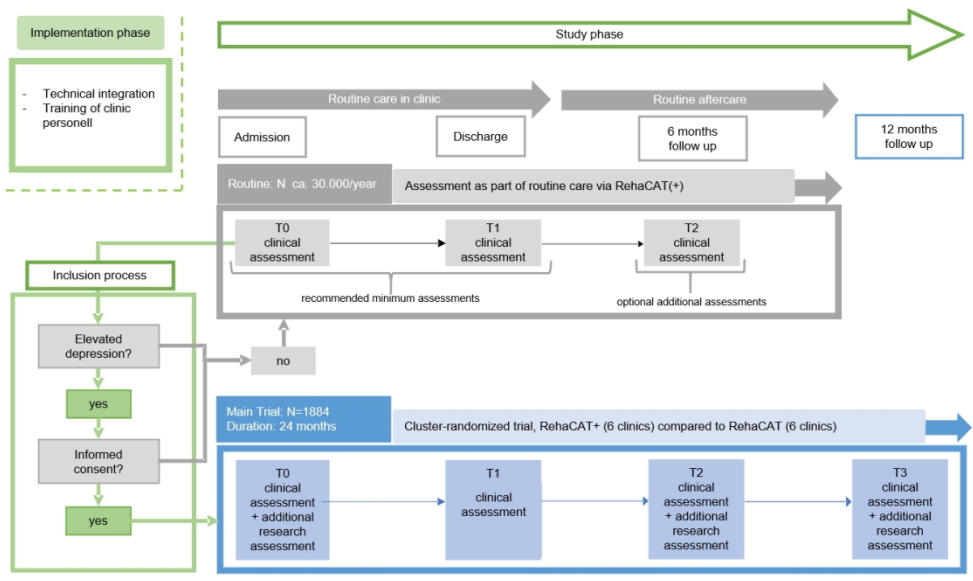 Implementation phase
Study phase
- Technical integration
- Training of clinic
personell
Routine care in clinic
Routine aftercare
Admission
Discharge
6 months
follow up
12 months
follow up
Routine: N ca. 30.000/year
Assessment as part of routine care via RehaCAT(+)
T0
clinical
assessment
T1
clinical
assessment
T2
clinical
assessment
recommended minimum assessments
optional additional assessments
Inclusion process
Elevated
depression?
no
yes
Informed
consent?
yes
Main Trial: N=1884
Duration: 24 months
Cluster-randomized trial, RehaCAT+ (6 clinics) compared to RehaCAT (6 clinics)
T0
clinical
assessment
+ additional
research
assessment
T1
clinical
assessment
T2
clinical
assessment
+ additional
research
assessment
T3
clinical
assessment
+ additional
research
assessment